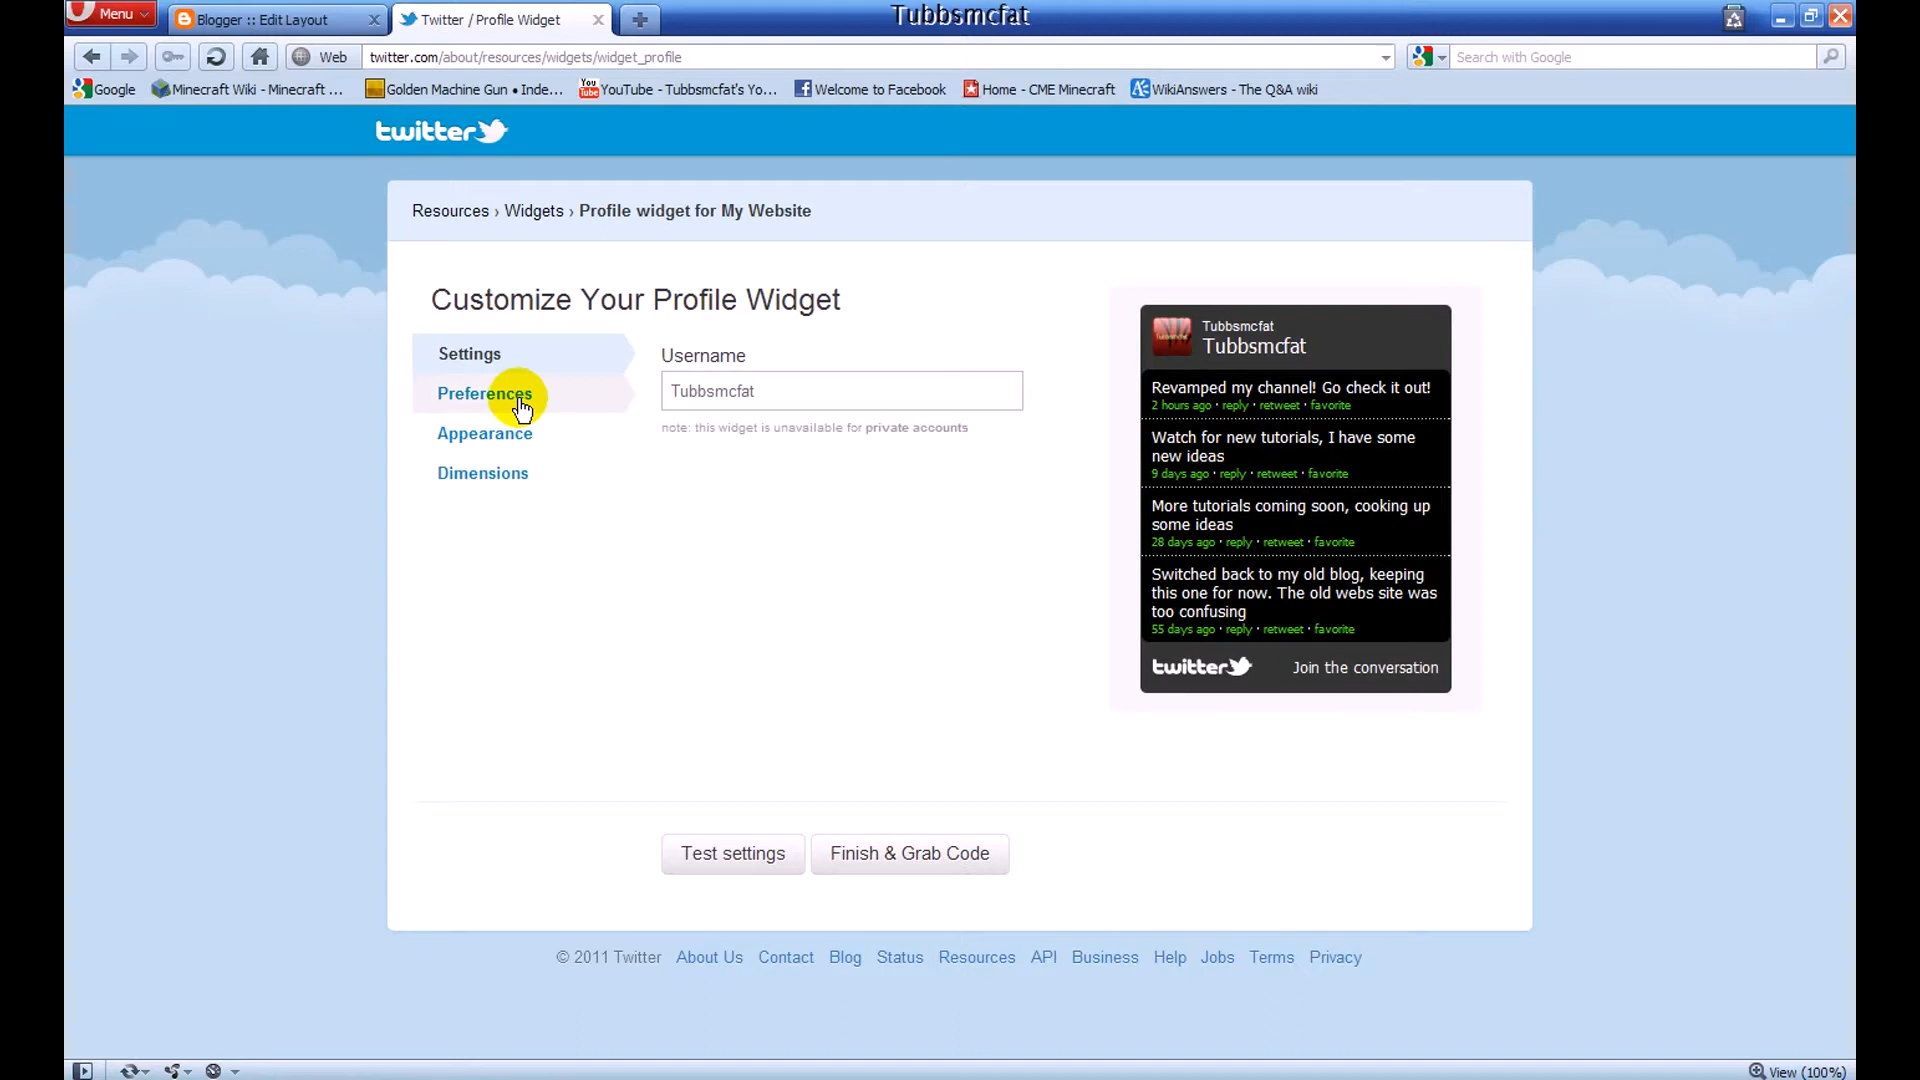 Menu
Blogger :: Edit Layout
Twitter / Profile Widget
Tubbsmcfat
Web
twitter.com/about/resources/widgets/widget_profile
Search with Google
Google
Minecraft Wiki - Minecraft ...
Golden Machine Gun • Inde...
You Tube
YouTube - Tubbsmcfat's Yo...
Welcome to Facebook
Home - CME Minecraft
WikiAnswers - The Q&A wiki
twitter
Resources › Widgets › Profile widget for My Website
Customize Your Profile Widget
Settings
Preferences
Appearance
Dimensions
Username
Tubbsmcfat
note: this widget is unavailable for private accounts
Tubbsmcfat
Tubbsmcfat
Revamped my channel! Go check it out!
2 hours ago · reply · retweet · favorite
Watch for new tutorials, I have some
new ideas
9 days ago · reply · retweet · favorite
More tutorials coming soon, cooking up
some ideas
28 days ago · reply · retweet · favorite
Switched back to my old blog, keeping
this one for now. The old webs site was
too confusing
55 days ago · reply · retweet · favorite
twitter
Join the conversation
Test settings
Finish & Grab Code
© 2011 Twitter About Us Contact Blog Status Resources API Business Help Jobs Terms Privacy
View (100%)